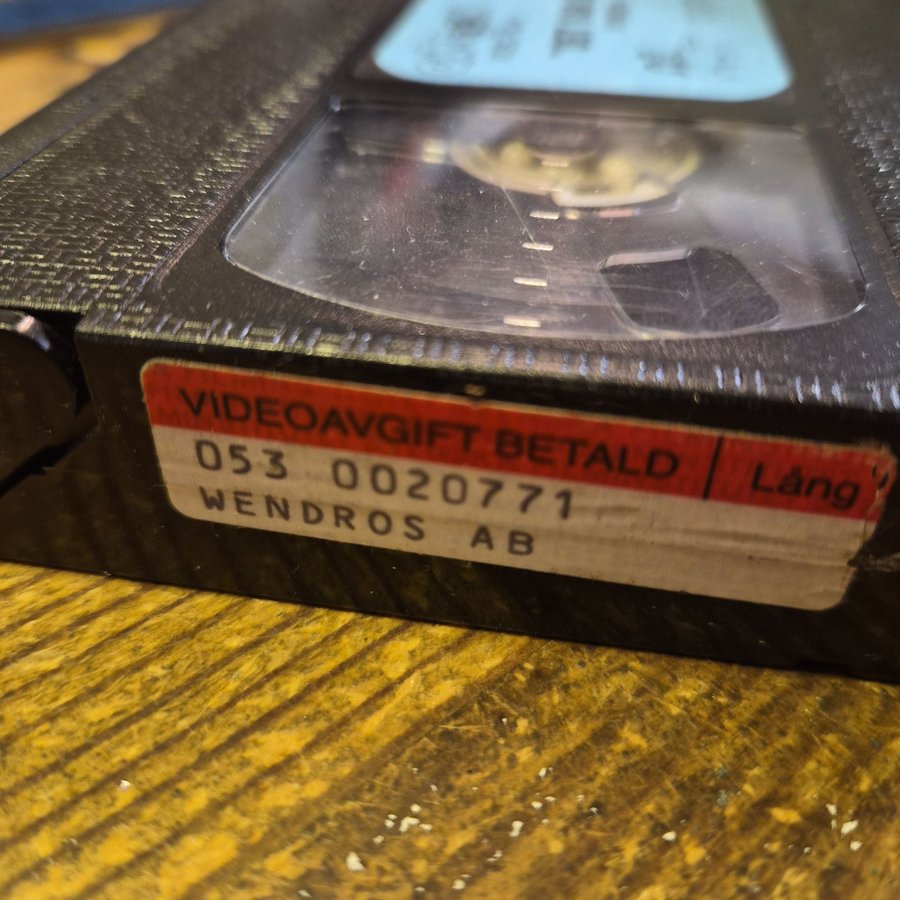 VIDEOAVGIFT BETALD | Lång
053 0020771
WENDROS AB